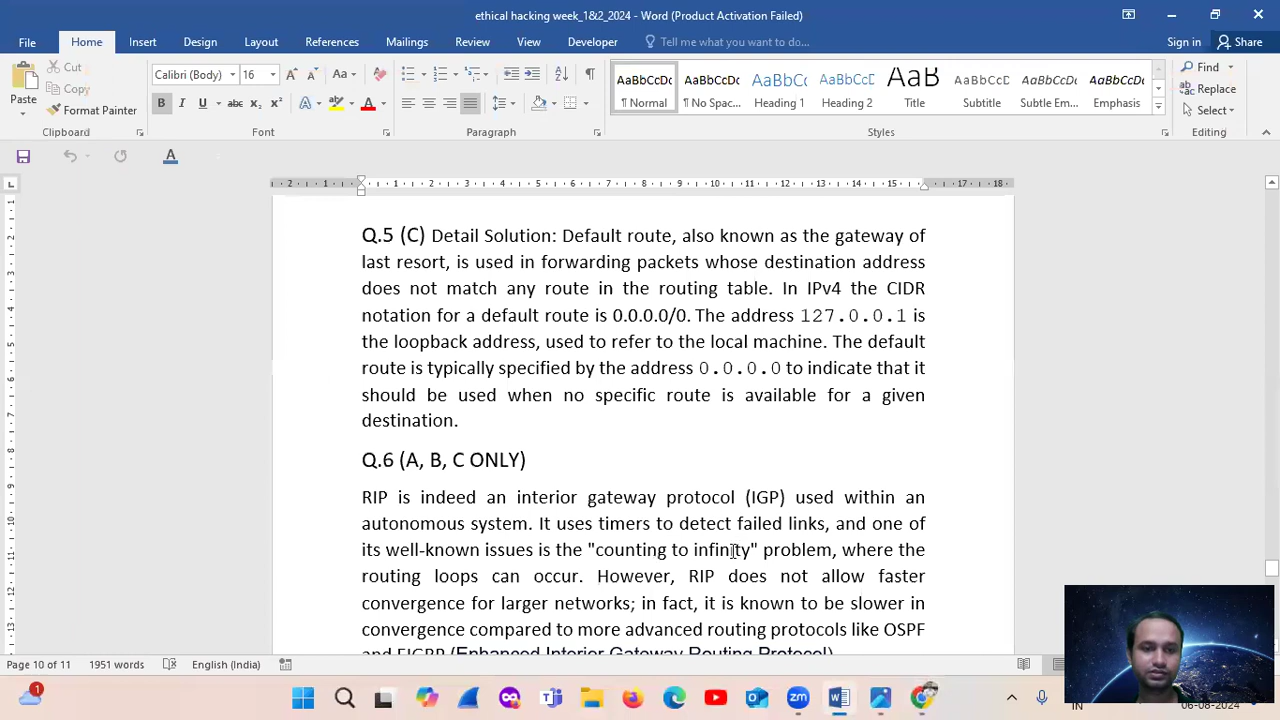 ethical hacking week_1&2_2024 - Word (Product Activation Failed)
File Home Insert Design Layout References Mailings Review View Developer Tell me what you want to do... Sign in Share
Paste Cut Copy Format Painter
Calibri (Body) 16
AaBbCcDc AaBbCcDc AaBbCc AaBbCcE AaB AaBbCcD AaBbCcDc AaBbCcDc
¶ Normal ¶ No Spac... Heading 1 Heading 2 Title Subtitle Subtle Em... Emphasis
Find Replace Select
Clipboard Font Paragraph Styles Editing
Q.5 (C) Detail Solution: Default route, also known as the gateway of
last resort, is used in forwarding packets whose destination address
does not match any route in the routing table. In IPv4 the CIDR
notation for a default route is 0.0.0.0/0. The address 127.0.0.1 is
the loopback address, used to refer to the local machine. The default
route is typically specified by the address 0.0.0.0 to indicate that it
should be used when no specific route is available for a given
destination.
Q.6 (A, B, C ONLY)
RIP is indeed an interior gateway protocol (IGP) used within an
autonomous system. It uses timers to detect failed links, and one of
its well-known issues is the "counting to infinity" problem, where the
routing loops can occur. However, RIP does not allow faster
convergence for larger networks; in fact, it is known to be slower in
convergence compared to more advanced routing protocols like OSPF
and EIGRP (Enhanced Interior Gateway Routing Protocol)
Page 10 of 11 1951 words English (India)
IN 06-08-2024